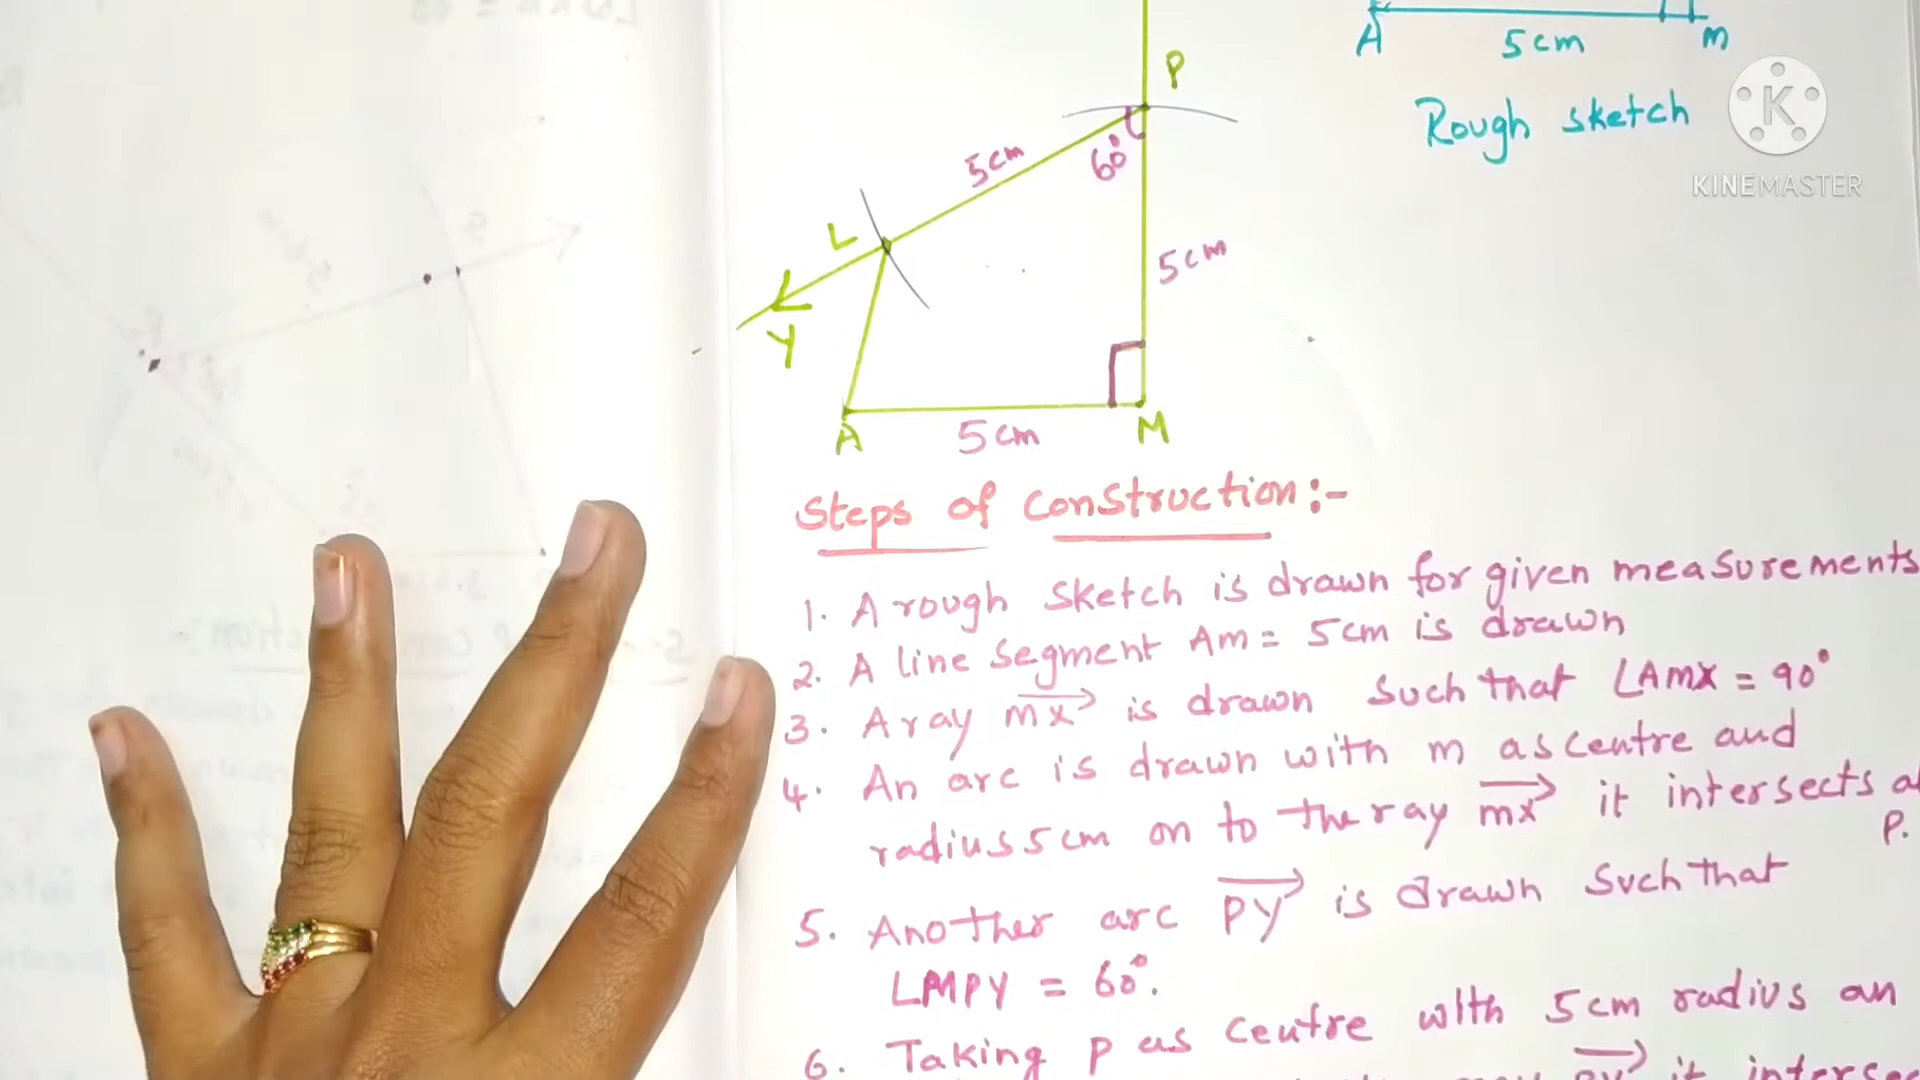 A 5cm m
Rough sketch
KINEMASTER
P
5cm
60°
L
5cm
Y
A 5cm M
Steps of construction:-
1. A rough sketch is drawn for given measurements
2. A line segment Am = 5cm is drawn
3. A ray mx is drawn such that ∠AMX = 90°
4. An arc is drawn with m as centre and
radius 5cm on to the ray mx it intersects
P.
5. Another arc PY is drawn such that
∠MPY = 60°.
6. Taking p as centre with 5cm radius an
it